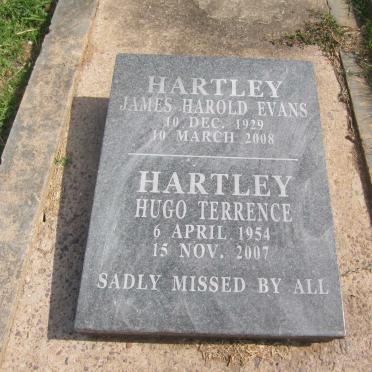 HARTLEY
JAMES HAROLD EVANS
10 DEC. 1929
10 MARCH 2008
HARTLEY
HUGO TERRENCE
6 APRIL 1954
15 NOV. 2007
SADLY MISSED BY ALL